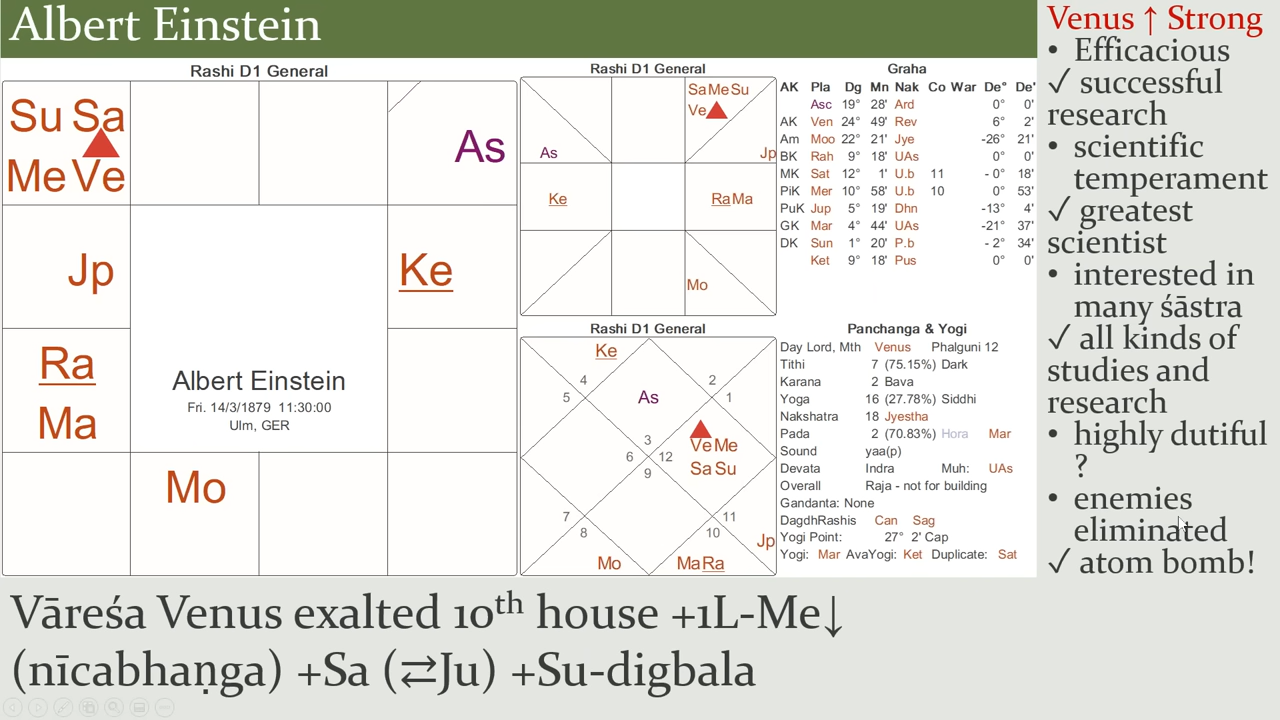 Albert Einstein
Rashi D1 General
Su Sa
Me Ve
As
Jp
Ke
Ra
Ma
Mo
Albert Einstein
Fri. 14/3/1879 11:30:00
Ulm, GER
Rashi D1 General
Sa Me Su
Ve
As
Jp
Ke
Ra Ma
Mo
Rashi D1 General
Ke
4
2
5
As
1
3
Ve Me
6
12
Sa Su
9
7
11
8
10
Jp
Mo
Ma Ra
Graha
AK Pla Dg Mn Nak Co War De° De'
Asc 19° 28' Ard 0° 0'
AK Ven 24° 49' Rev 6° 2'
Am Moo 22° 21' Jye -26° 21'
BK Rah 9° 18' UAs 0° 0'
MK Sat 12° 1' U.b 11 - 0° 18'
PiK Mer 10° 58' U.b 10 0° 53'
PuK Jup 5° 19' Dhn -13° 4'
GK Mar 4° 44' UAs -21° 37'
DK Sun 1° 20' P.b - 2° 34'
Ket 9° 18' Pus 0° 0'
Panchanga & Yogi
Day Lord, Mth Venus Phalguni 12
Tithi 7 (75.15%) Dark
Karana 2 Bava
Yoga 16 (27.78%) Siddhi
Nakshatra 18 Jyestha
Pada 2 (70.83%) Hora Mar
Sound yaa(p)
Devata Indra Muh: UAs
Overall Raja - not for building
Gandanta: None
DagdhRashis Can Sag
Yogi Point: 27° 2' Cap
Yogi: Mar AvaYogi: Ket Duplicate: Sat
Venus ↑ Strong
• Efficacious
✓ successful
research
• scientific
temperament
✓ greatest
scientist
• interested in
many śāstra
✓ all kinds of
studies and
research
• highly dutiful
?
• enemies
eliminated
✓ atom bomb!
Vāreśa Venus exalted 10th house +1L-Me↓
(nīcabhaṇga) +Sa (⇄Ju) +Su-digbala